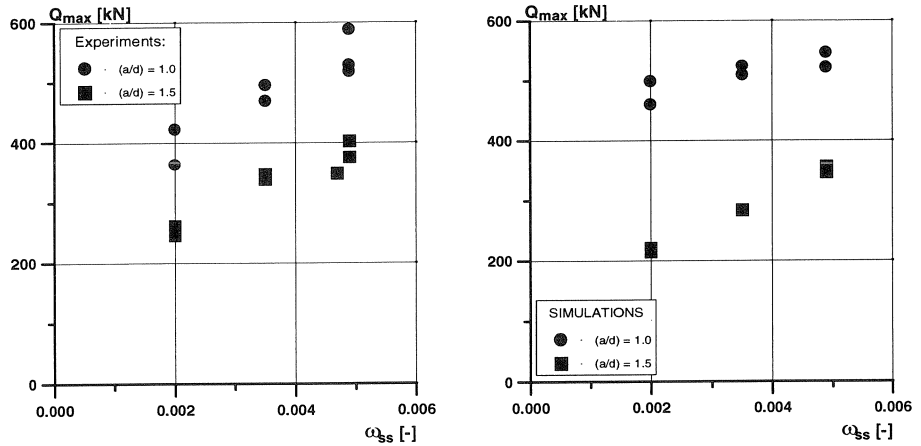 Q_max [kN]
600
Experiments:
· (a/d) = 1.0
· (a/d) = 1.5
400
200
0
0.000 0.002 0.004 0.006
ω_ss [-]
Q_max [kN]
600
400
200
SIMULATIONS
· (a/d) = 1.0
· (a/d) = 1.5
0
0.000 0.002 0.004 0.006
ω_ss [-]